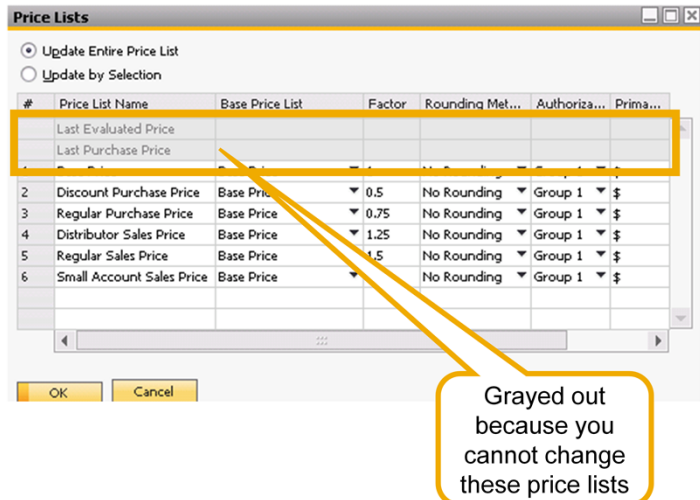 Price Lists
Update Entire Price List
Update by Selection
# Price List Name Base Price List Factor Rounding Met... Authoriza... Prima...
Last Evaluated Price
Last Purchase Price
2 Discount Purchase Price Base Price 0.5 No Rounding Group 1 $
3 Regular Purchase Price Base Price 0.75 No Rounding Group 1 $
4 Distributor Sales Price Base Price 1.25 No Rounding Group 1 $
5 Regular Sales Price Base Price 1.5 No Rounding Group 1 $
6 Small Account Sales Price Base Price No Rounding Group 1 $
OK Cancel
Grayed out
because you
cannot change
these price lists